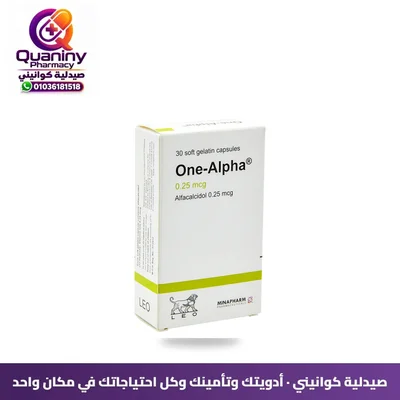 Quaniny
Pharmacy
صيدلية كوانيني
01036181518
30 soft gelatin capsules
One-Alpha®
0.25 mcg
Alfacalcidol 0.25 mcg
LEO
LEO
MINAPHARM
صيدلية كوانيني - أدويتك وتأمينك وكل احتياجاتك في مكان واحد